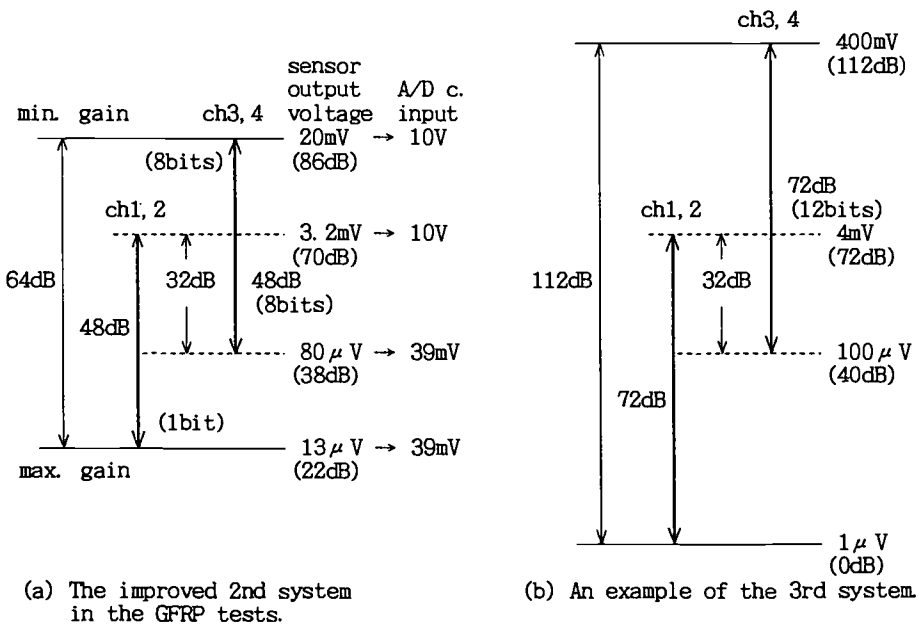 sensor
output
voltage
A/D c.
input
min. gain
ch3, 4
20mV → 10V
(86dB)
(8bits)
ch1, 2
3.2mV → 10V
(70dB)
64dB
32dB
48dB
(8bits)
48dB
80μV → 39mV
(38dB)
(1bit)
13μV → 39mV
(22dB)
max. gain
(a) The improved 2nd system
in the GFRP tests.
ch3, 4
400mV
(112dB)
72dB
(12bits)
ch1, 2
4mV
(72dB)
112dB
32dB
100μV
(40dB)
72dB
1μV
(0dB)
(b) An example of the 3rd system.